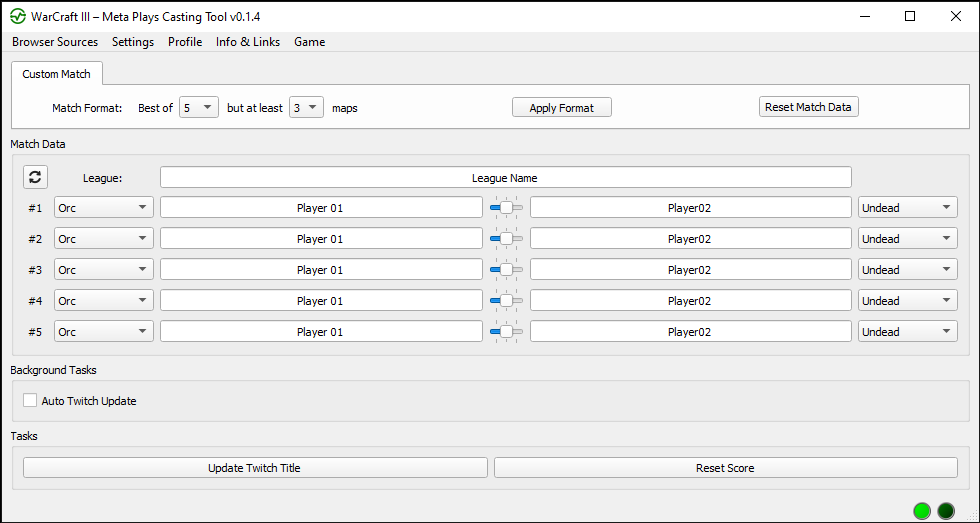 WarCraft III – Meta Plays Casting Tool v0.1.4
Browser Sources Settings Profile Info & Links Game
Custom Match
Match Format: Best of 5 but at least 3 maps Apply Format Reset Match Data
Match Data
League: League Name
#1 Orc Player 01 Player02 Undead
#2 Orc Player 01 Player02 Undead
#3 Orc Player 01 Player02 Undead
#4 Orc Player 01 Player02 Undead
#5 Orc Player 01 Player02 Undead
Background Tasks
Auto Twitch Update
Tasks
Update Twitch Title Reset Score